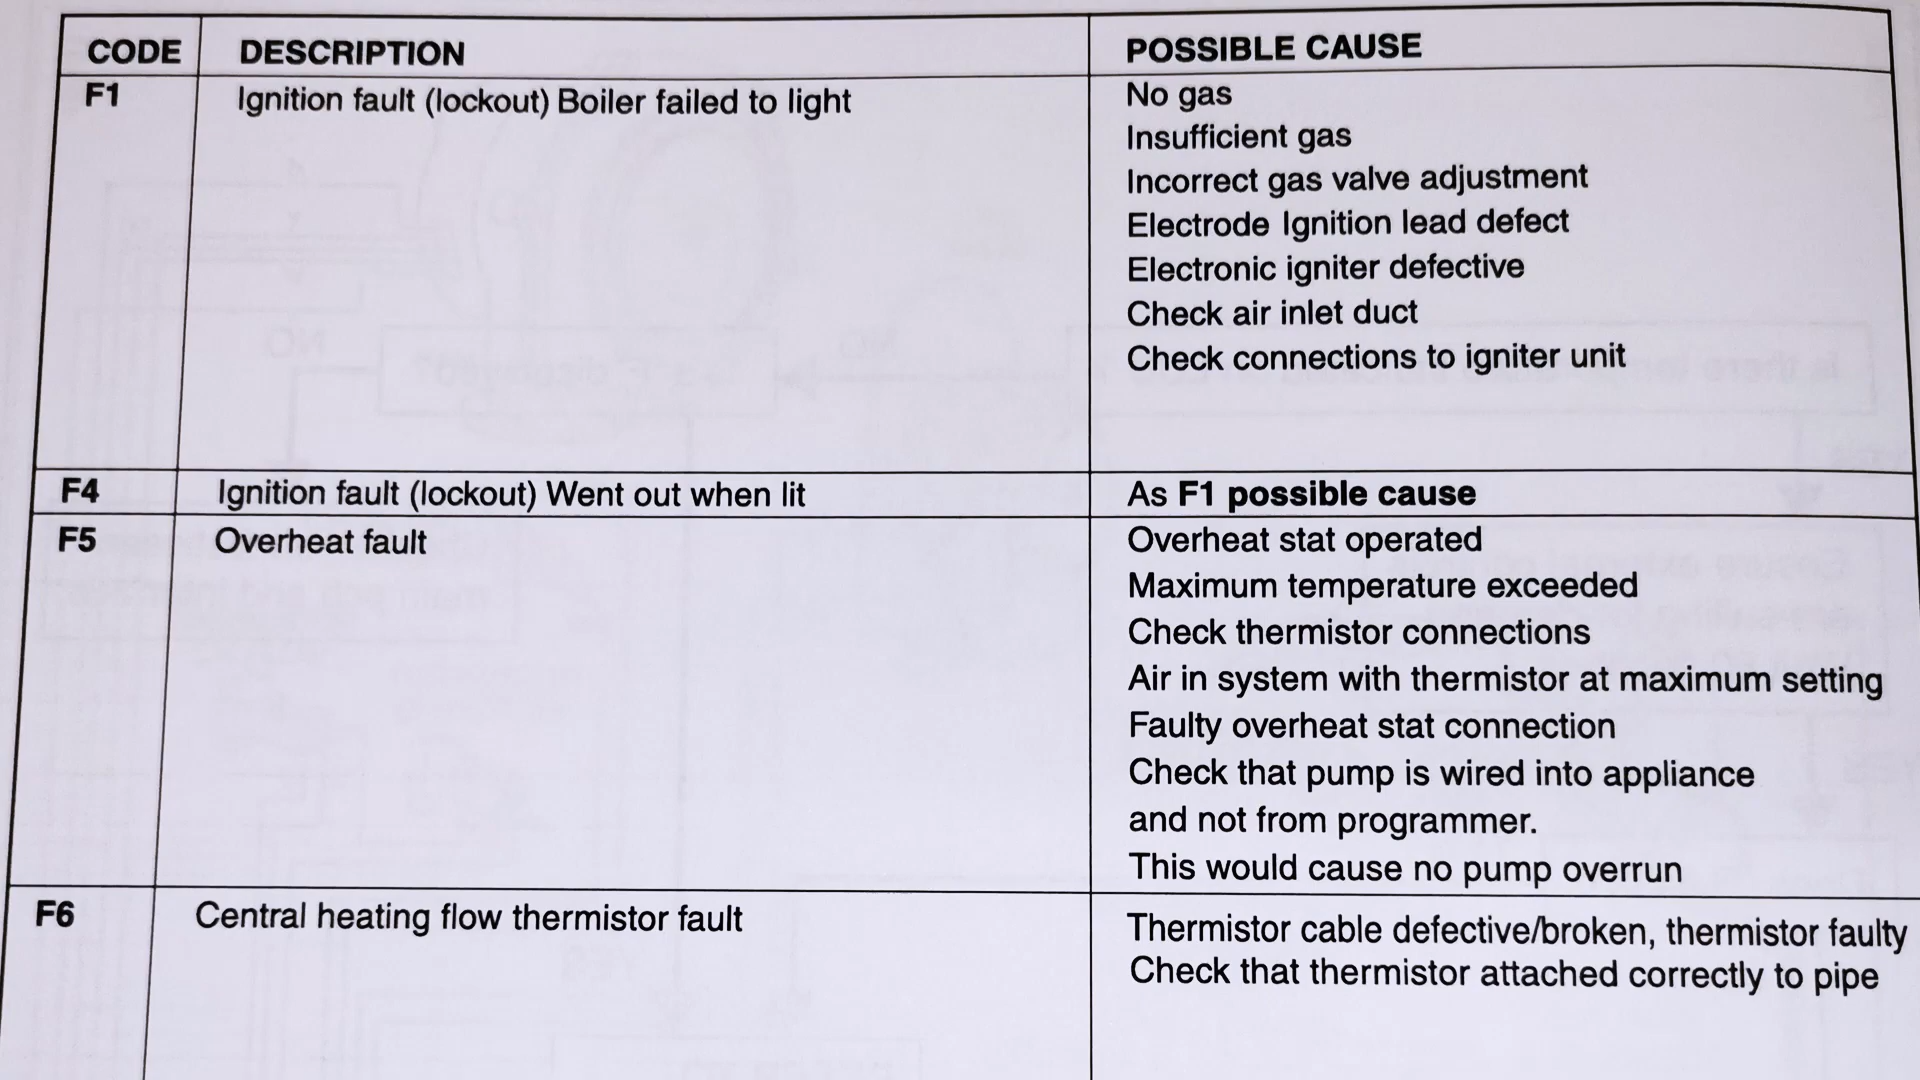 CODE DESCRIPTION POSSIBLE CAUSE
F1 Ignition fault (lockout) Boiler failed to light No gas
Insufficient gas
Incorrect gas valve adjustment
Electrode Ignition lead defect
Electronic igniter defective
Check air inlet duct
Check connections to igniter unit
F4 Ignition fault (lockout) Went out when lit As F1 possible cause
F5 Overheat fault Overheat stat operated
Maximum temperature exceeded
Check thermistor connections
Air in system with thermistor at maximum setting
Faulty overheat stat connection
Check that pump is wired into appliance
and not from programmer.
This would cause no pump overrun
F6 Central heating flow thermistor fault Thermistor cable defective/broken, thermistor faulty
Check that thermistor attached correctly to pipe